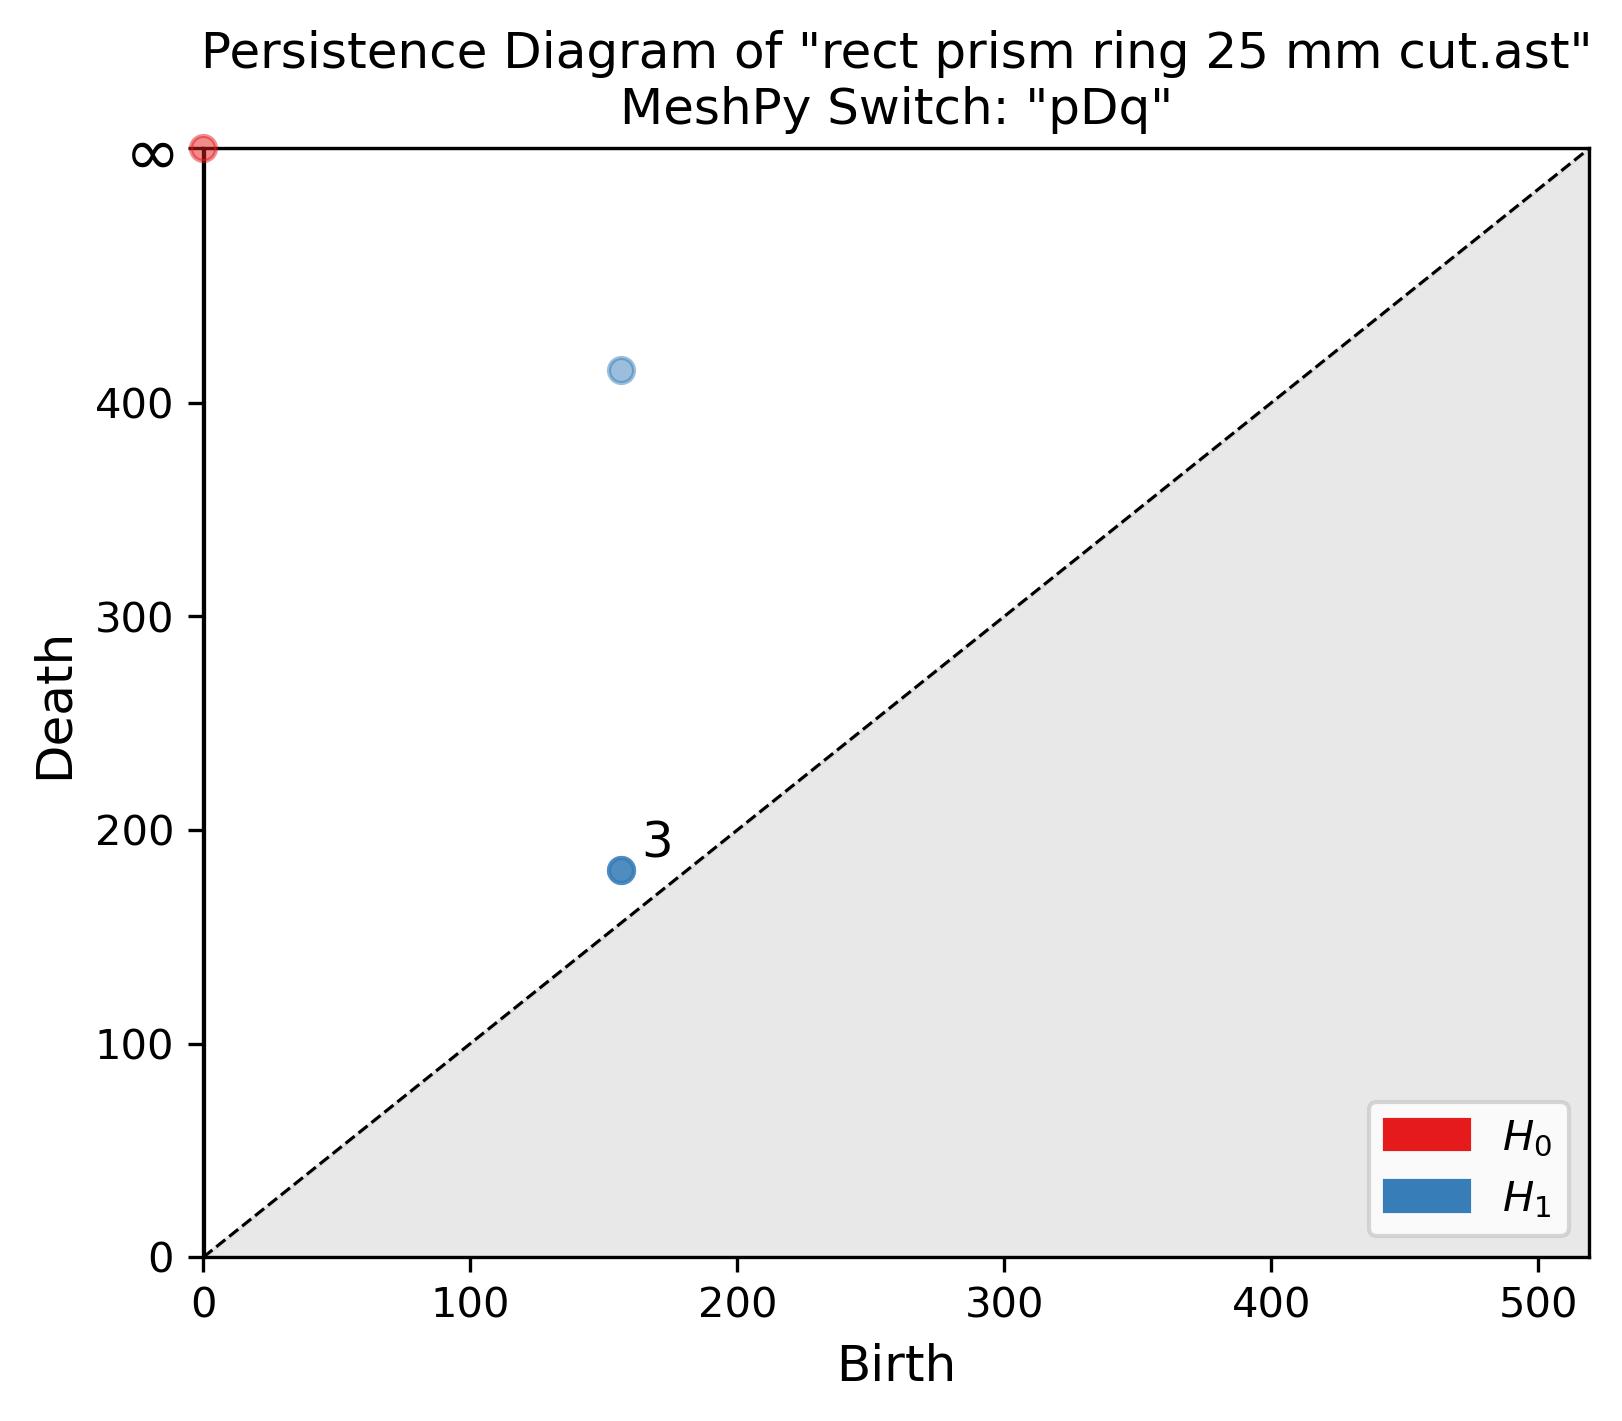 Persistence Diagram of "rect prism ring 25 mm cut.ast"
MeshPy Switch: "pDq"
∞
400
300
200
100
0
Death
3
H₀
H₁
0 100 200 300 400 500
Birth